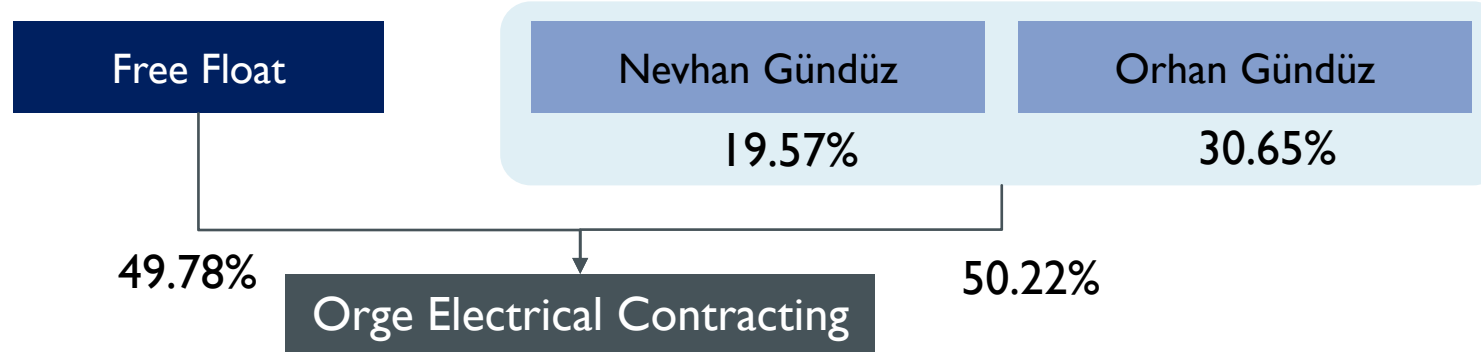 Free Float
Nevhan Gündüz
Orhan Gündüz
19.57%
30.65%
49.78%
50.22%
Orge Electrical Contracting